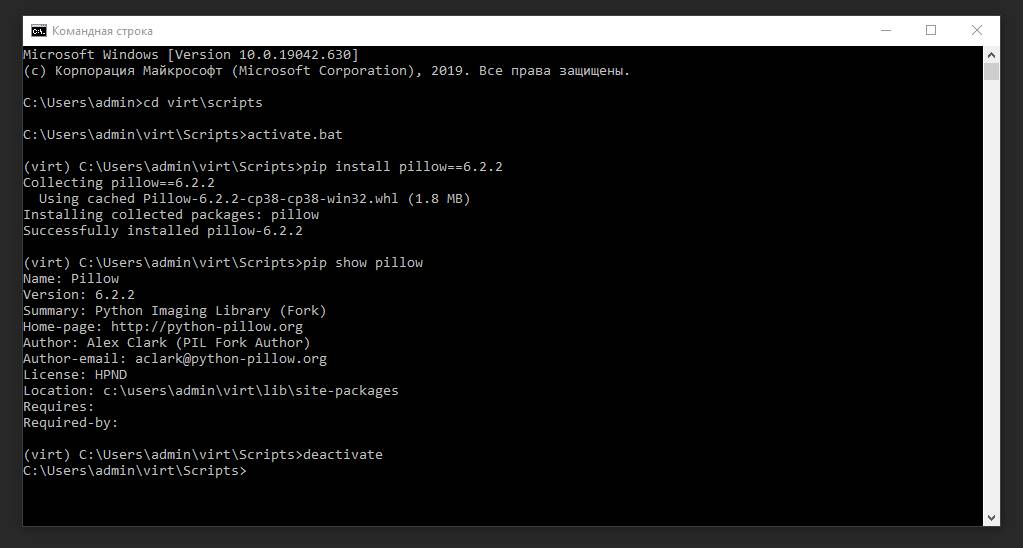 Командная строка
Microsoft Windows [Version 10.0.19042.630]
(c) Корпорация Майкрософт (Microsoft Corporation), 2019. Все права защищены.
C:\Users\admin>cd virt\scripts
C:\Users\admin\virt\Scripts>activate.bat
(virt) C:\Users\admin\virt\Scripts>pip install pillow==6.2.2
Collecting pillow==6.2.2
  Using cached Pillow-6.2.2-cp38-cp38-win32.whl (1.8 MB)
Installing collected packages: pillow
Successfully installed pillow-6.2.2
(virt) C:\Users\admin\virt\Scripts>pip show pillow
Name: Pillow
Version: 6.2.2
Summary: Python Imaging Library (Fork)
Home-page: http://python-pillow.org
Author: Alex Clark (PIL Fork Author)
Author-email: aclark@python-pillow.org
License: HPND
Location: c:\users\admin\virt\lib\site-packages
Requires:
Required-by:
(virt) C:\Users\admin\virt\Scripts>deactivate
C:\Users\admin\virt\Scripts>